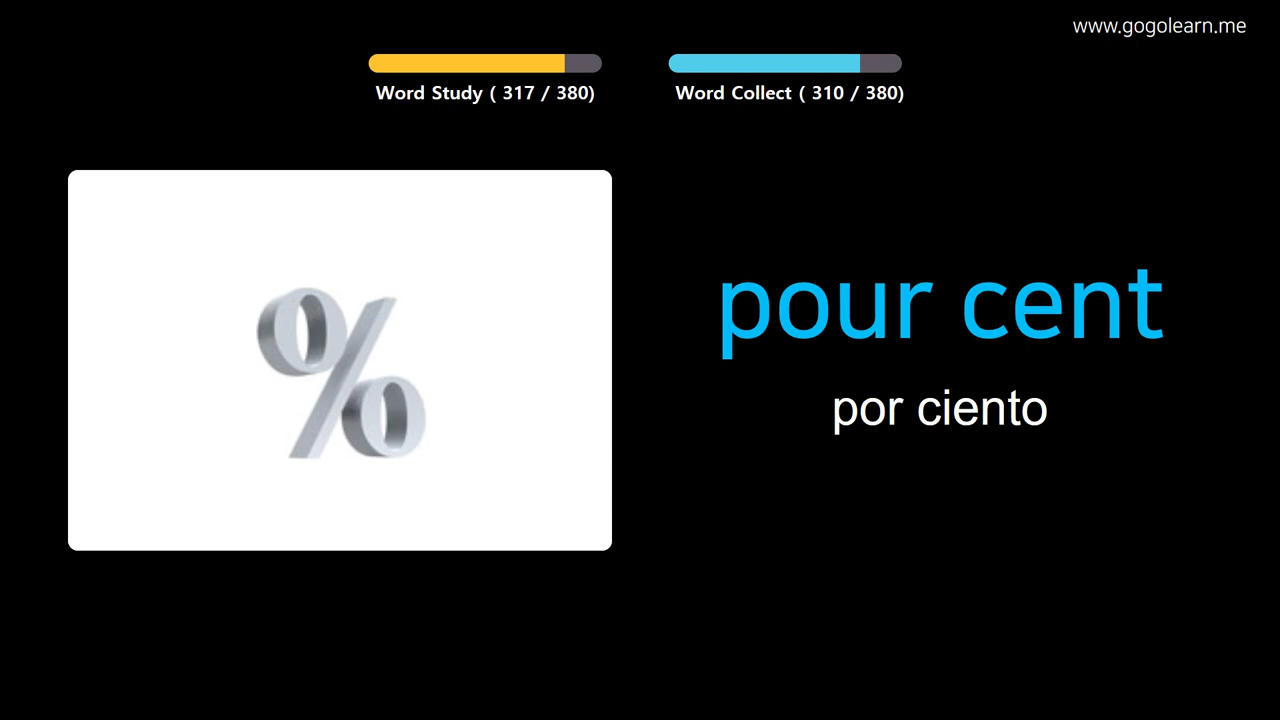 www.gogolearn.me
Word Study ( 317 / 380)
Word Collect ( 310 / 380)
%
pour cent
por ciento